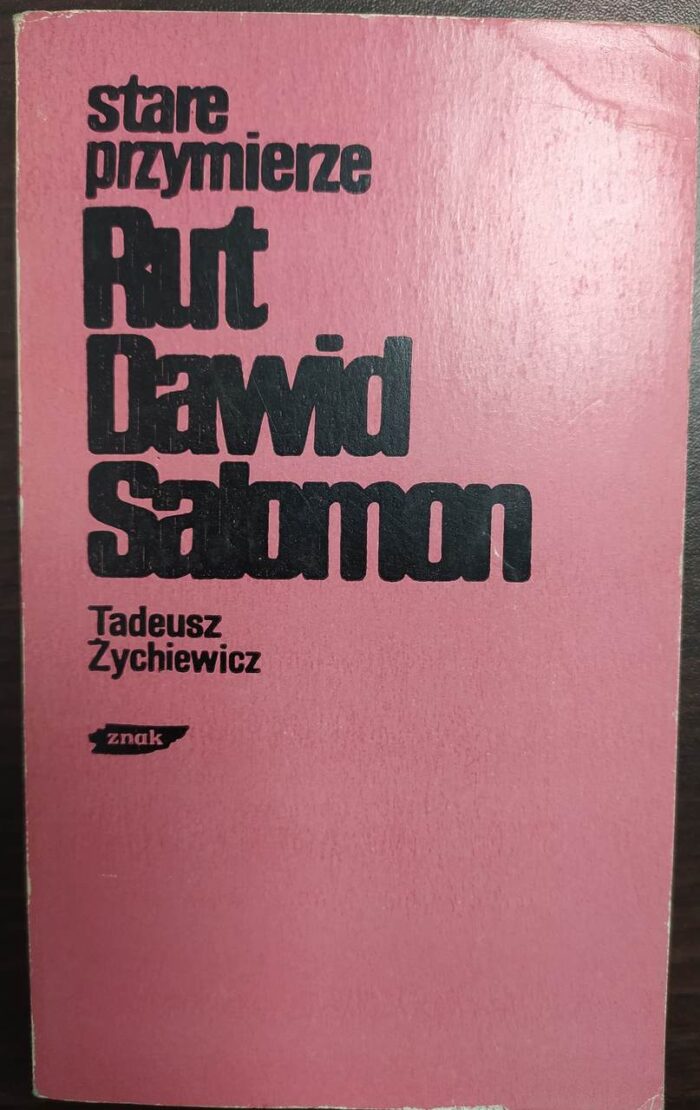 stare
przymierze
Rut
Dawid
Salomon
Tadeusz
Żychiewicz
znak